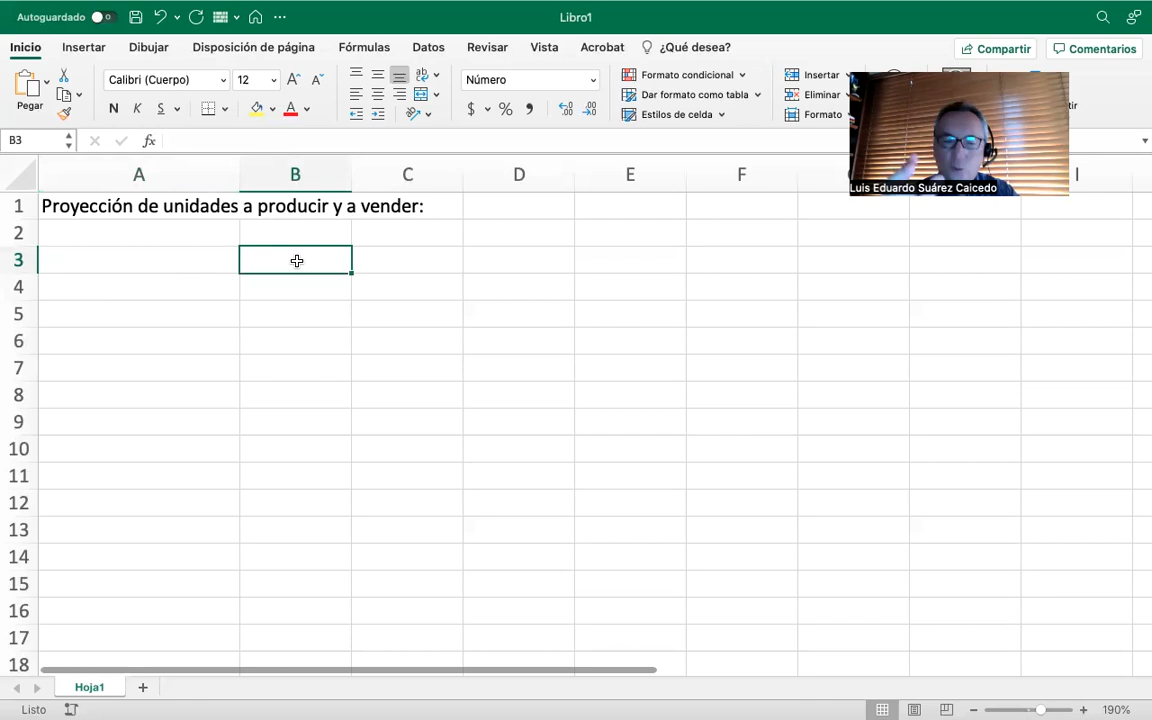 Autoguardado 0
Libro1
Inicio Insertar Dibujar Disposición de página Fórmulas Datos Revisar Vista Acrobat ¿Qué desea?
Compartir Comentarios
Pegar
Calibri (Cuerpo) 12
N K S
A
ab
Número
$ %
Formato condicional
Dar formato como tabla
Estilos de celda
Insertar
Eliminar
Formato
Luis Eduardo Suárez Caicedo
B3
fx
A B C D E F I
1 Proyección de unidades a producir y a vender:
2
3
4
5
6
7
8
9
10
11
12
13
14
15
16
17
18
Hoja1
Listo
190%